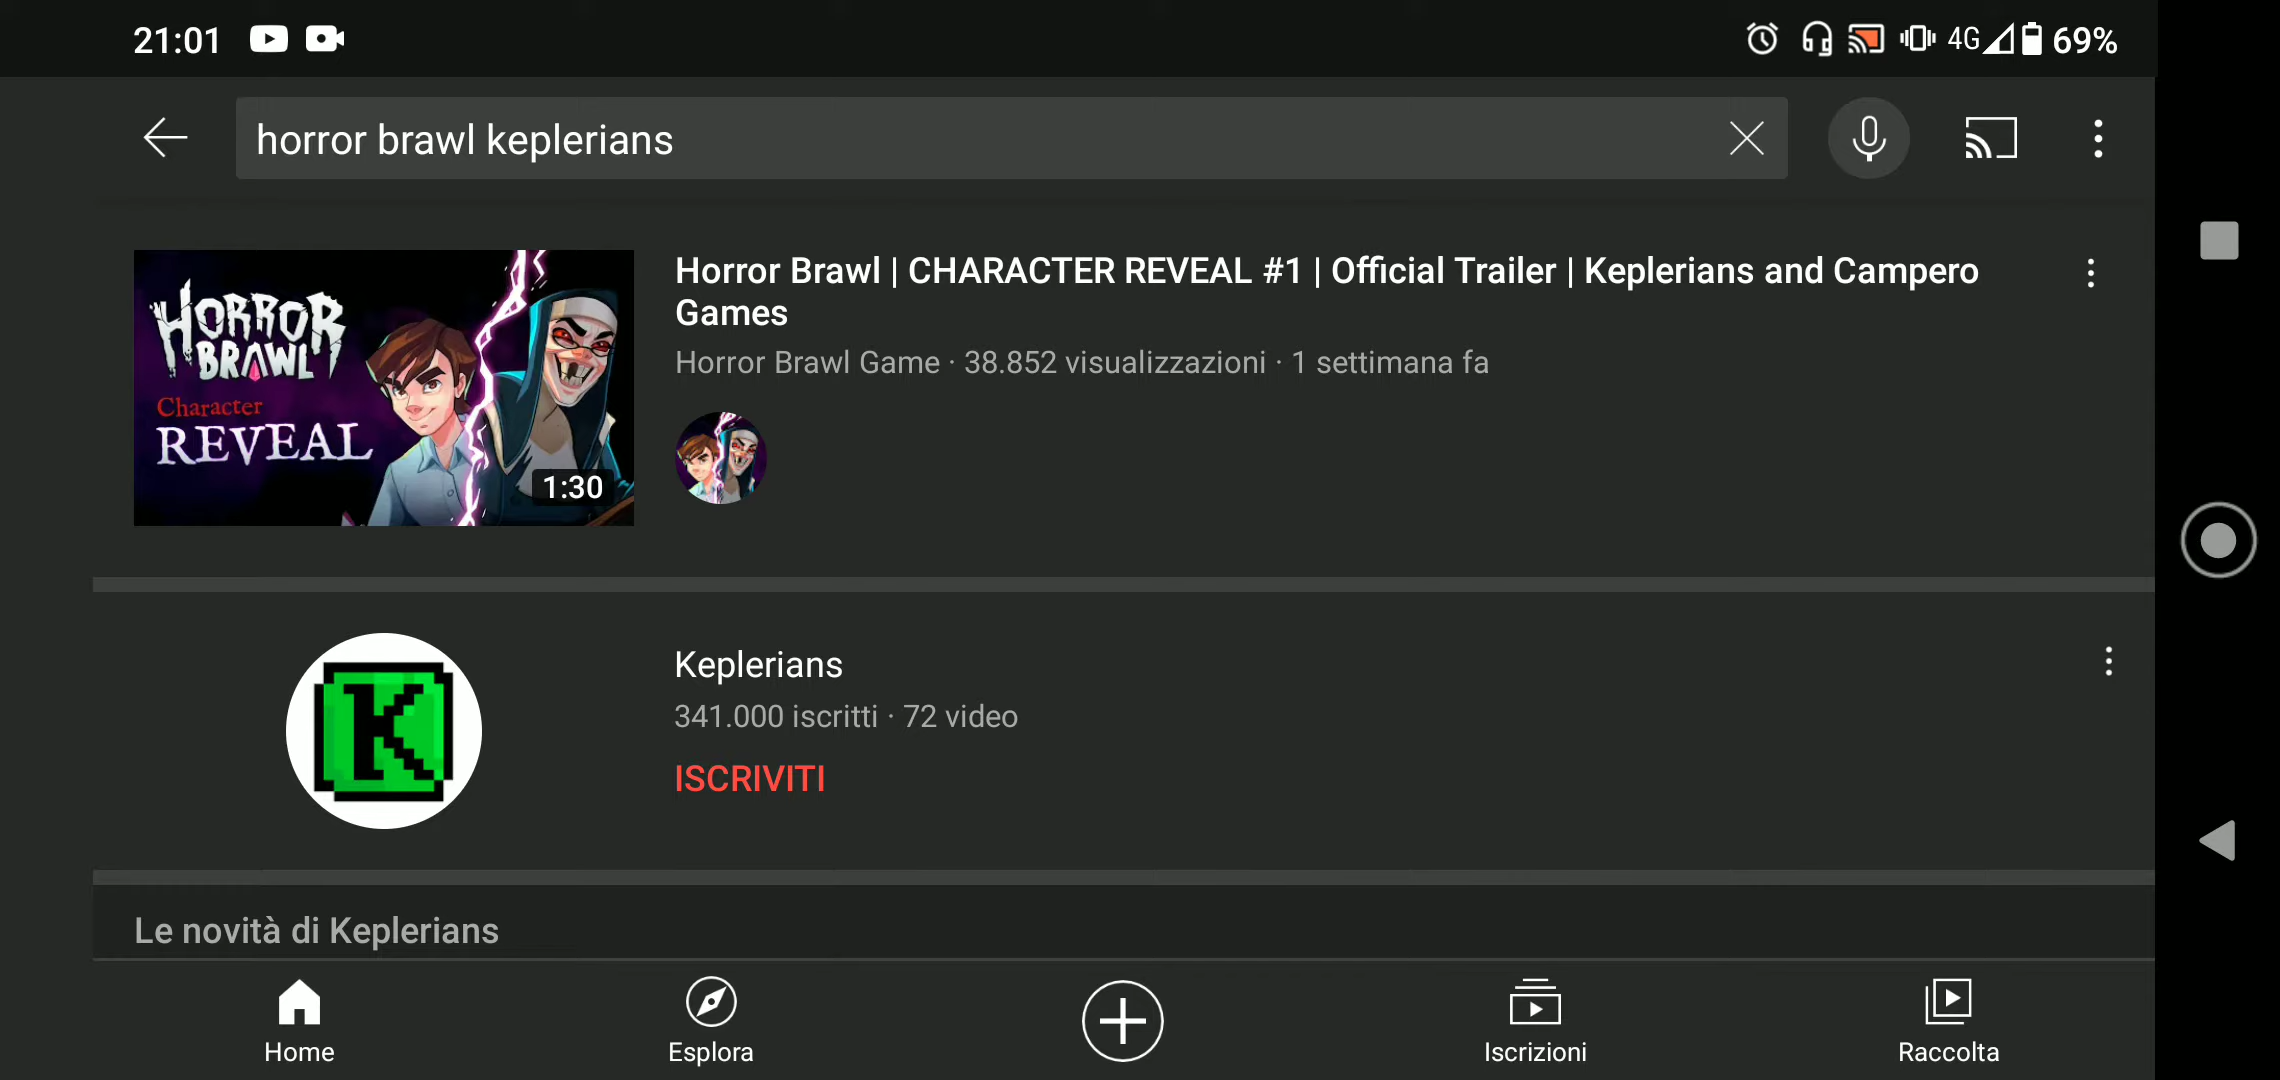 21:01
4G 69%
horror brawl keplerians
HORROR
BRAWL
Character
REVEAL
1:30
Horror Brawl | CHARACTER REVEAL #1 | Official Trailer | Keplerians and Campero
Games
Horror Brawl Game · 38.852 visualizzazioni · 1 settimana fa
K
Keplerians
341.000 iscritti · 72 video
ISCRIVITI
Le novità di Keplerians
Home Esplora Iscrizioni Raccolta